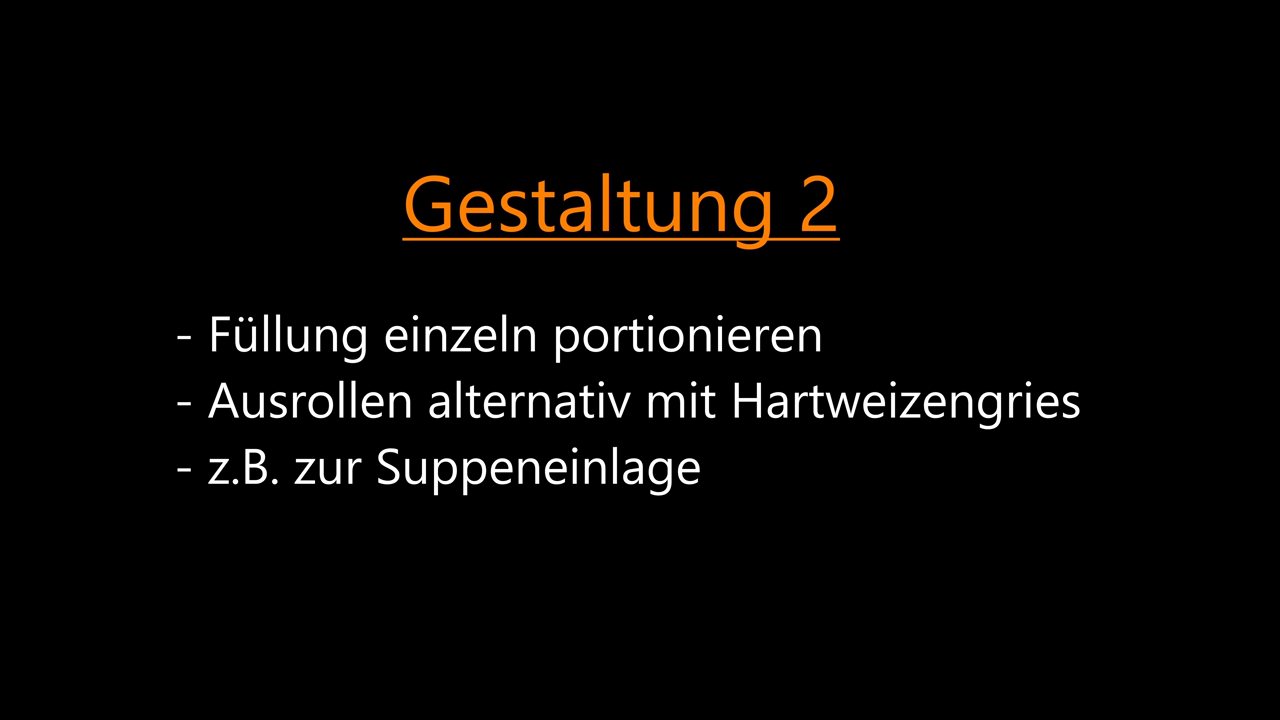 Gestaltung 2
- Füllung einzeln portionieren
- Ausrollen alternativ mit Hartweizengries
- z.B. zur Suppeneinlage